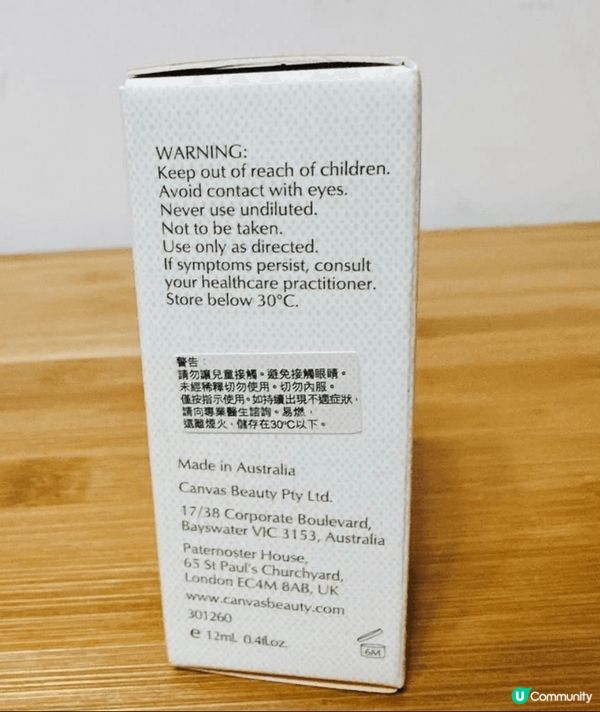 WARNING:
Keep out of reach of children.
Avoid contact with eyes.
Never use undiluted.
Not to be taken.
Use only as directed.
If symptoms persist, consult
your healthcare practitioner.
Store below 30°C.
警告：
請勿讓兒童接觸。避免接觸眼睛。
未經稀釋切勿使用。切勿內服。
僅按指示使用。如持續出現不適症狀，
請向專業醫生諮詢。易燃，
遠離煙火，儲存在30°C以下。
Made in Australia
Canvas Beauty Pty Ltd.
17/38 Corporate Boulevard,
Bayswater VIC 3153, Australia
Paternoster House,
65 St Paul's Churchyard,
London EC4M 8AB, UK
www.canvasbeauty.com
301260
e 12mL 0.4fl.oz.
6M
U Community